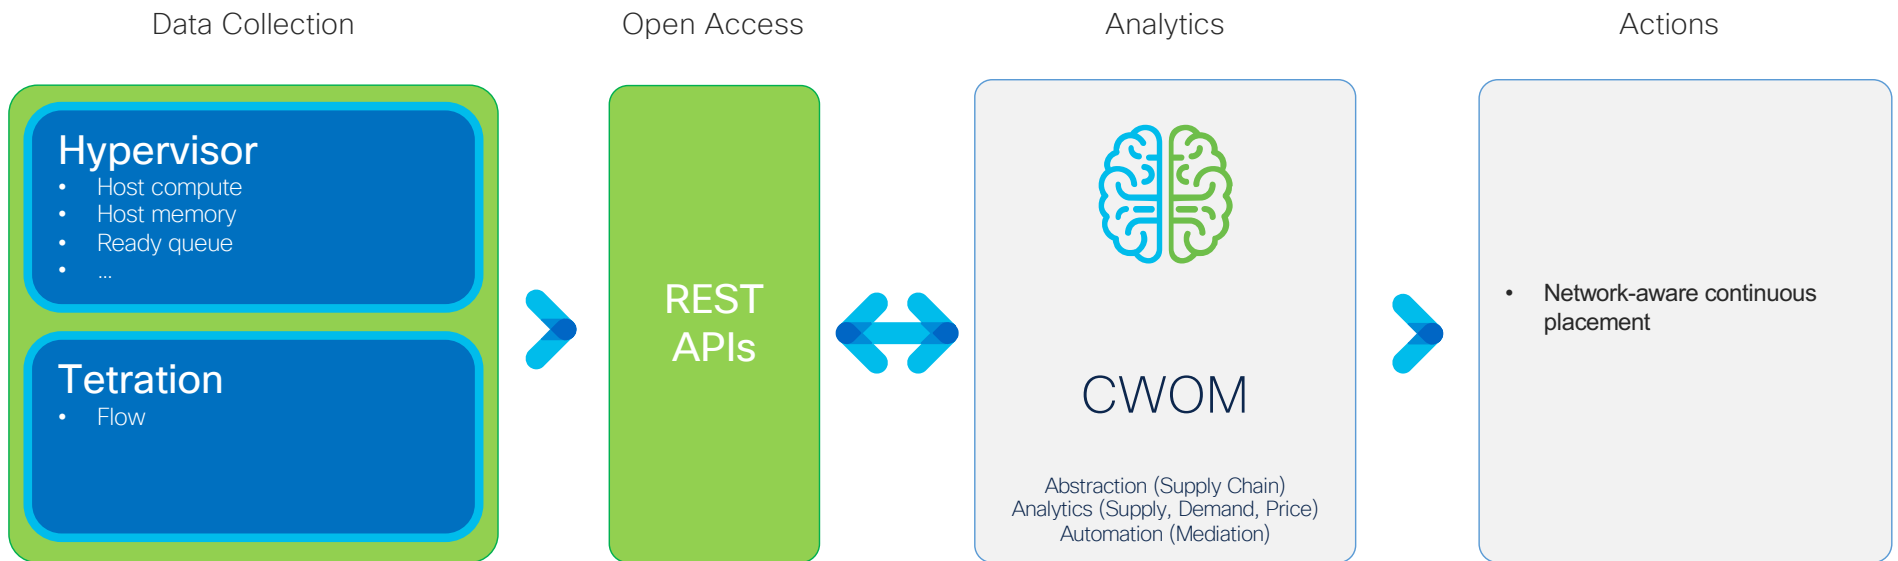 Data Collection
Open Access
Analytics
Actions
Hypervisor
• Host compute
• Host memory
• Ready queue
• ...
Tetration
• Flow
REST
APIs
CWOM
Abstraction (Supply Chain)
Analytics (Supply, Demand, Price)
Automation (Mediation)
• Network-aware continuous
placement